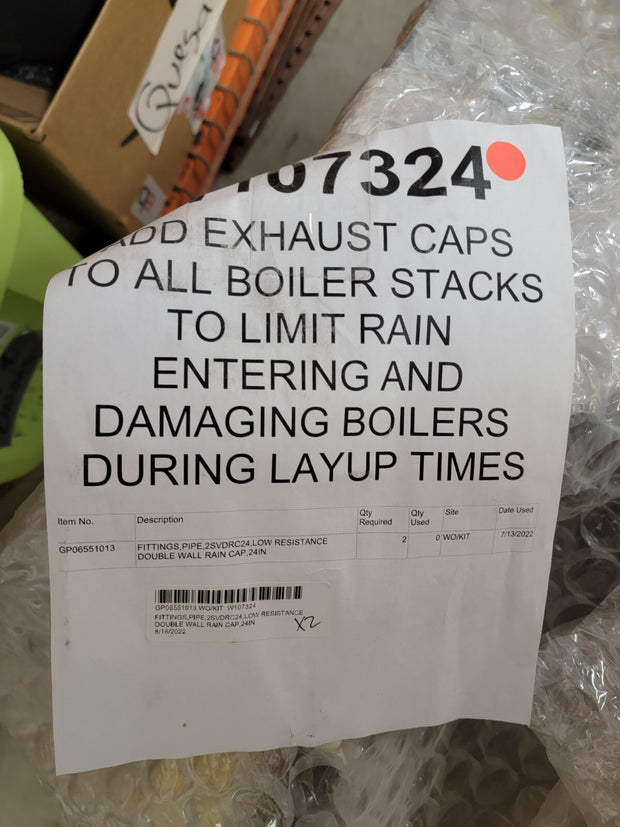 Quesa
107324
ADD EXHAUST CAPS
TO ALL BOILER STACKS
TO LIMIT RAIN
ENTERING AND
DAMAGING BOILERS
DURING LAYUP TIMES
Item No. Description Qty Required Qty Used Site Date Used
GP06551013 FITTINGS,PIPE,2SVDRC24,LOW RESISTANCE 2 0 WO/KIT 7/13/2022
DOUBLE WALL RAIN CAP,24IN
GP06551013 WO/KIT: W107324
FITTINGS,PIPE,2SVDRC24,LOW RESISTANCE
DOUBLE WALL RAIN CAP,24IN
8/16/2022
X2